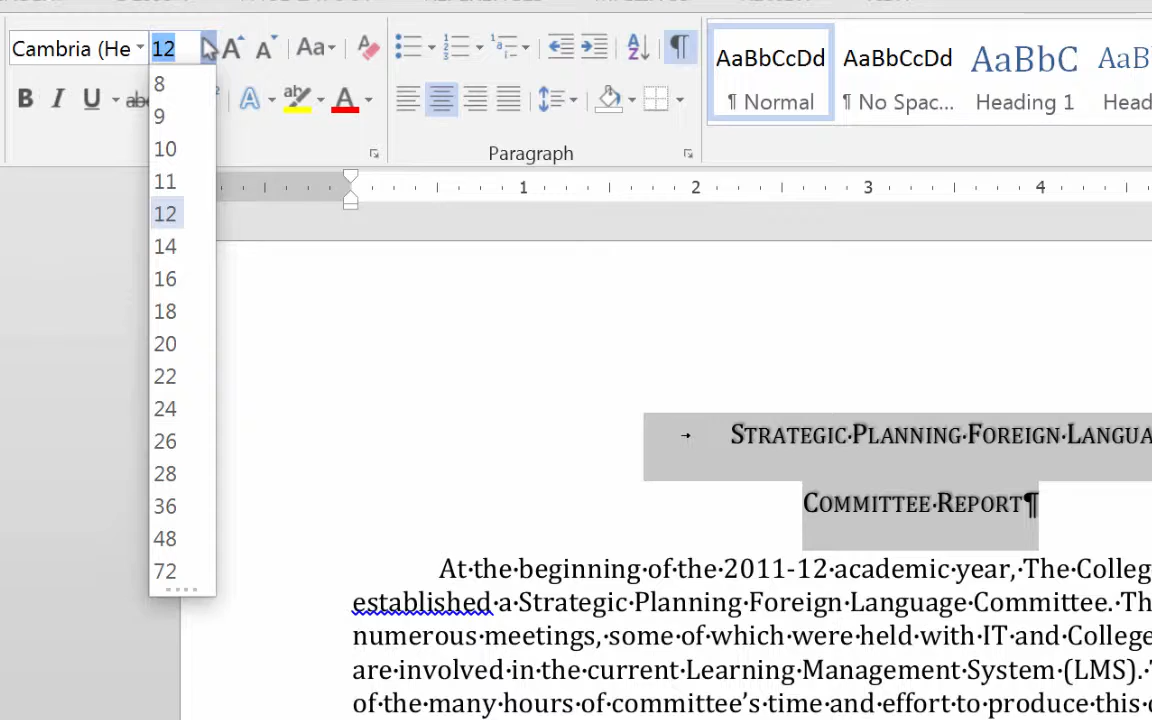 Cambria (He 12 Aa
B I U abc A ab A
AaBbCcDd AaBbCcDd AaBbC AaB
¶ Normal ¶ No Spac... Heading 1 Head
Paragraph
8
9
10
11
12
14
16
18
20
22
24
26
28
36
48
72
1 2 3 4
Strategic·Planning·Foreign·Langua
Committee·Report¶
At·the·beginning·of·the·2011-12·academic·year,·The·Colleg
established·a·Strategic·Planning·Foreign·Language·Committee.·Th
numerous·meetings,·some·of·which·were·held·with·IT·and·College
are·involved·in·the·current·Learning·Management·System·(LMS).·
of·the·many·hours·of·committee's·time·and·effort·to·produce·this·